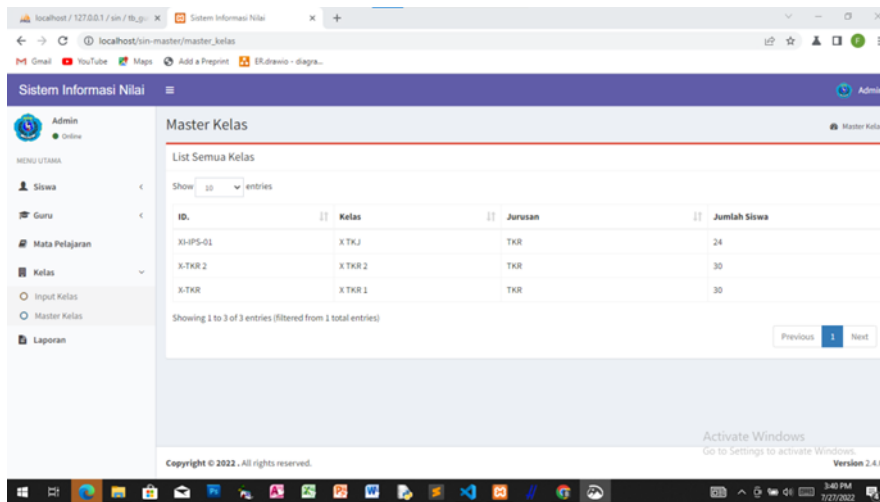 localhost / 127.0.0.1 / sin / tb_gu
Sistem Informasi Nilai
localhost/sin-master/master_kelas
Gmail YouTube Maps Add a Preprint ER.drawio - diagra...
Sistem Informasi Nilai
Admin
Admin
Online
Master Kelas
Master Kelas
MENU UTAMA
List Semua Kelas
Siswa
Show 10 entries
Guru
ID. Kelas Jurusan Jumlah Siswa
Mata Pelajaran
XI-IPS-01 X TKJ TKR 24
Kelas
X-TKR 2 X TKR 2 TKR 30
Input Kelas
X-TKR X TKR 1 TKR 30
Master Kelas
Showing 1 to 3 of 3 entries (filtered from 1 total entries)
Laporan
Previous 1 Next
Activate Windows
Go to Settings to activate Windows.
Copyright © 2022 . All rights reserved.
Version 2.4.
3:40 PM
7/27/2022